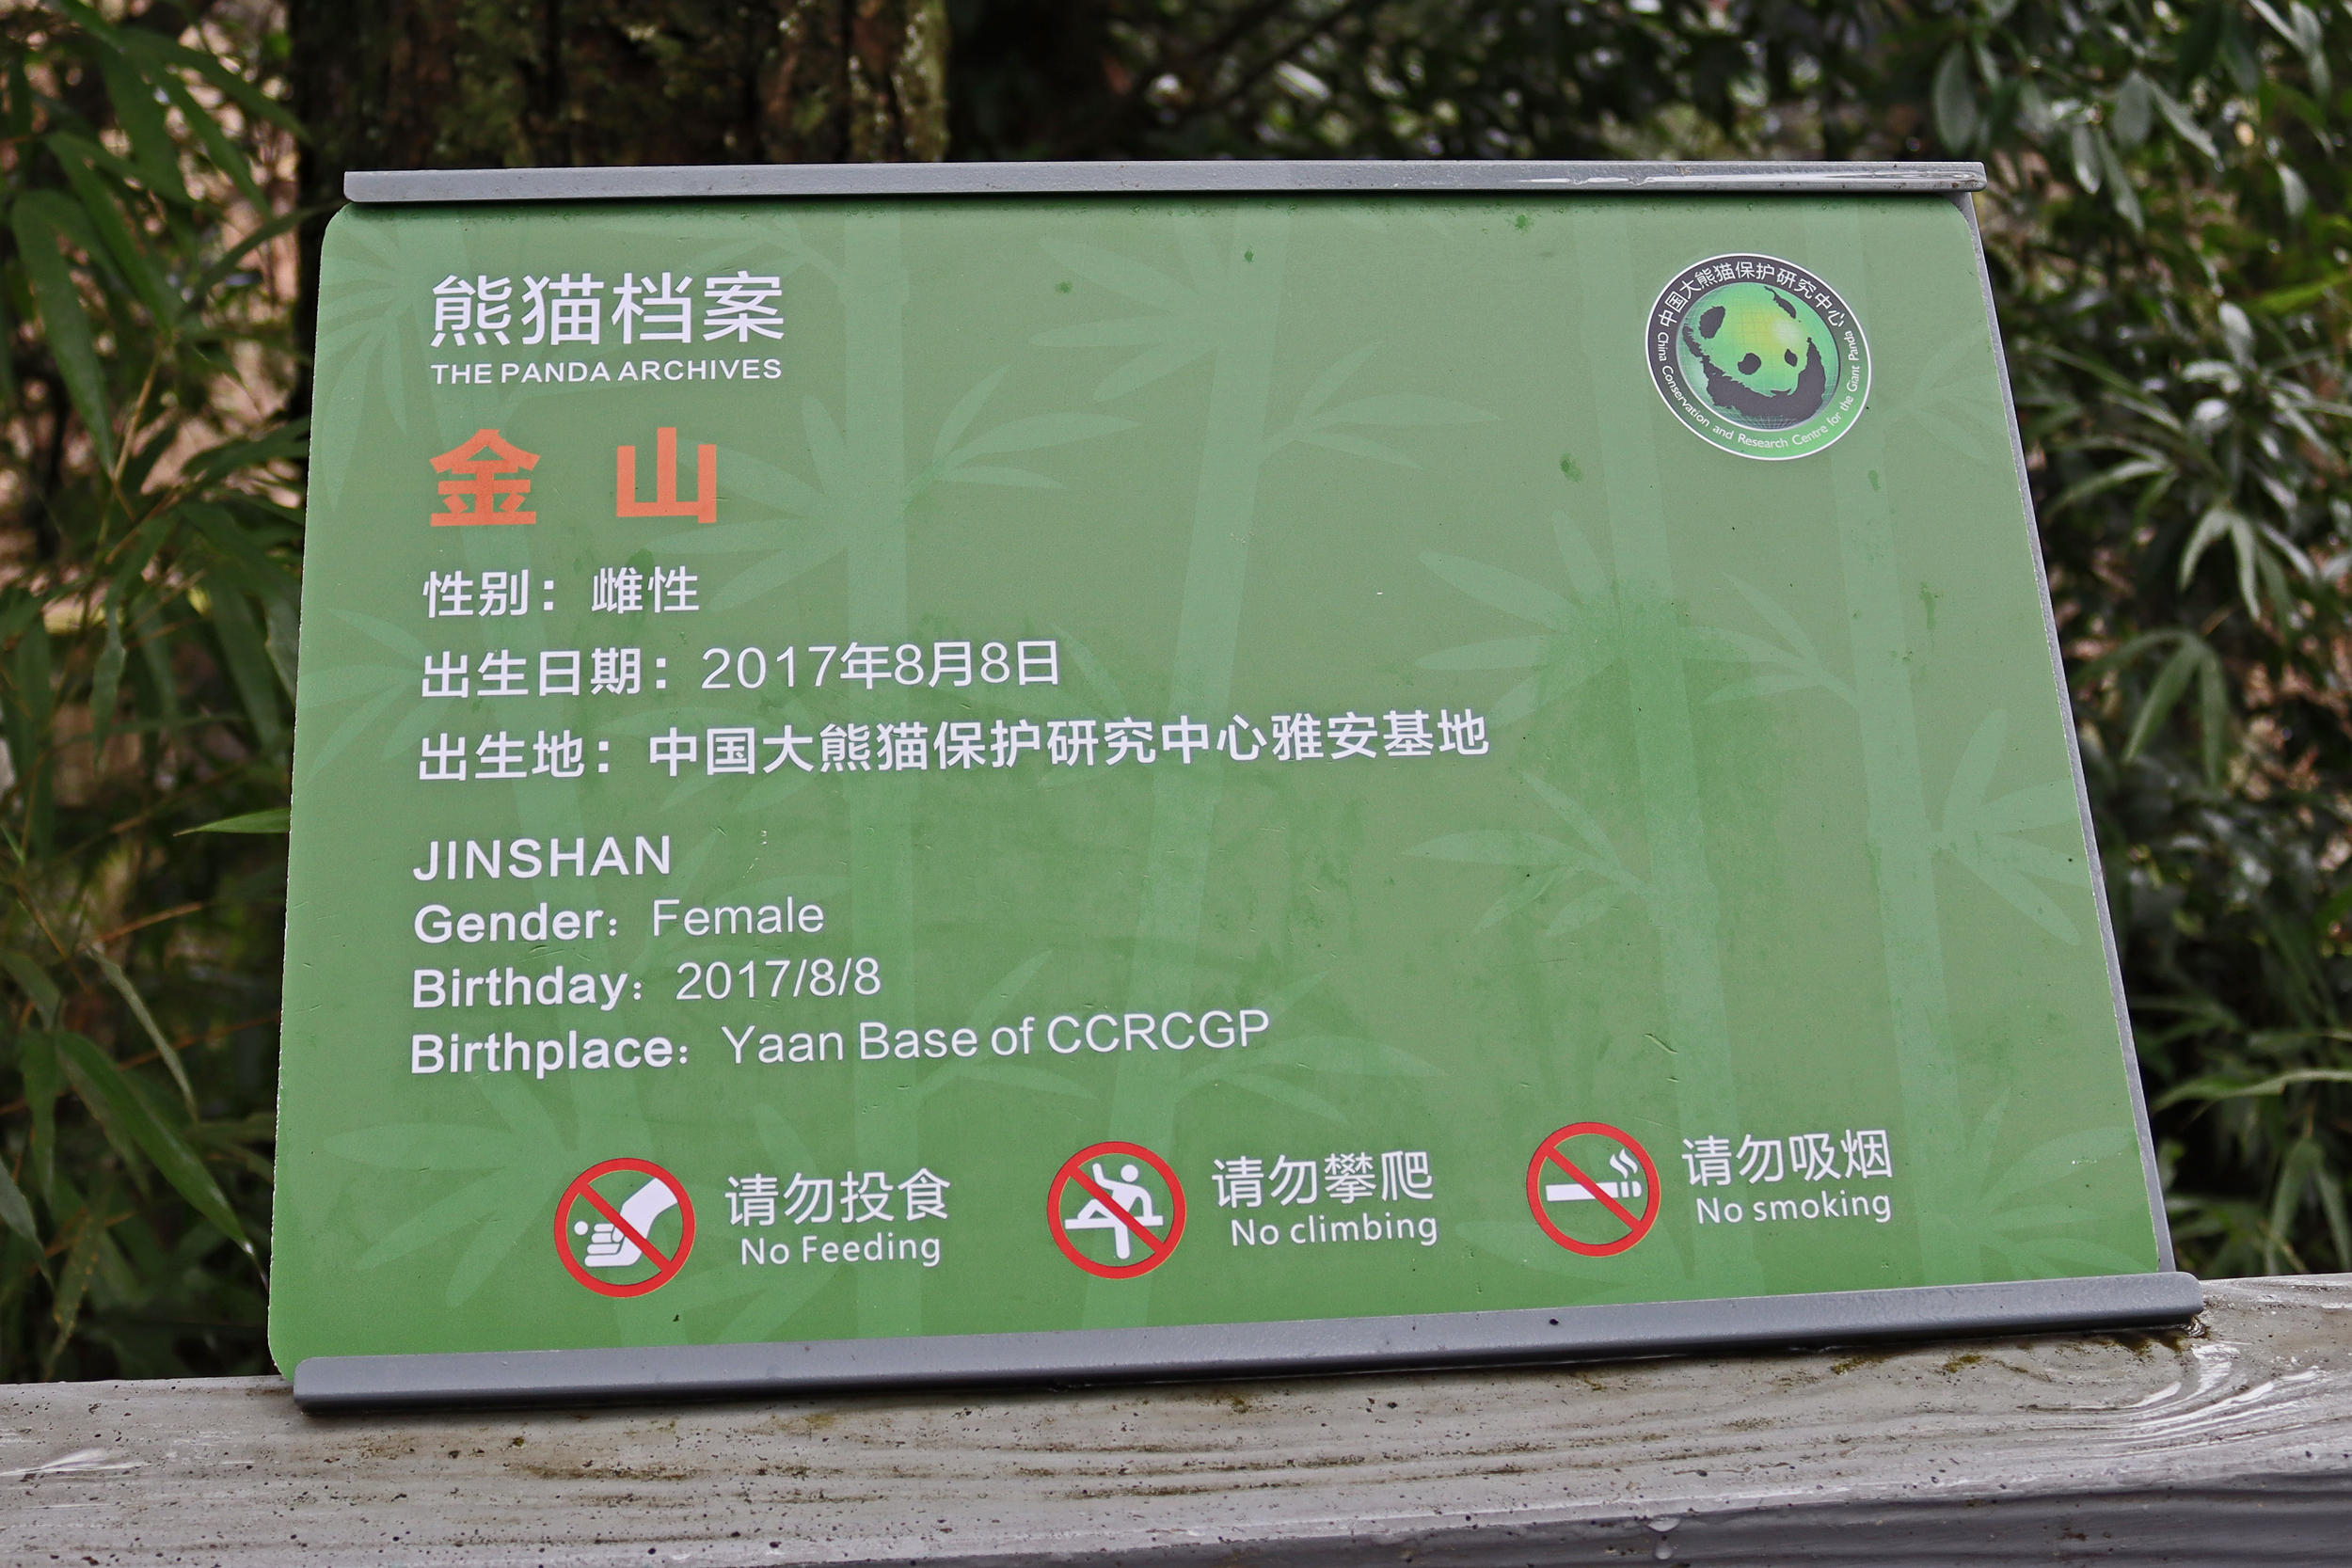 熊猫档案
THE PANDA ARCHIVES
中国大熊猫保护研究中心
China Conservation and Research Centre for the Giant Panda
金 山
性别：雌性
出生日期：2017年8月8日
出生地：中国大熊猫保护研究中心雅安基地
JINSHAN
Gender：Female
Birthday：2017/8/8
Birthplace：Yaan Base of CCRCGP
请勿投食
No Feeding
请勿攀爬
No climbing
请勿吸烟
No smoking